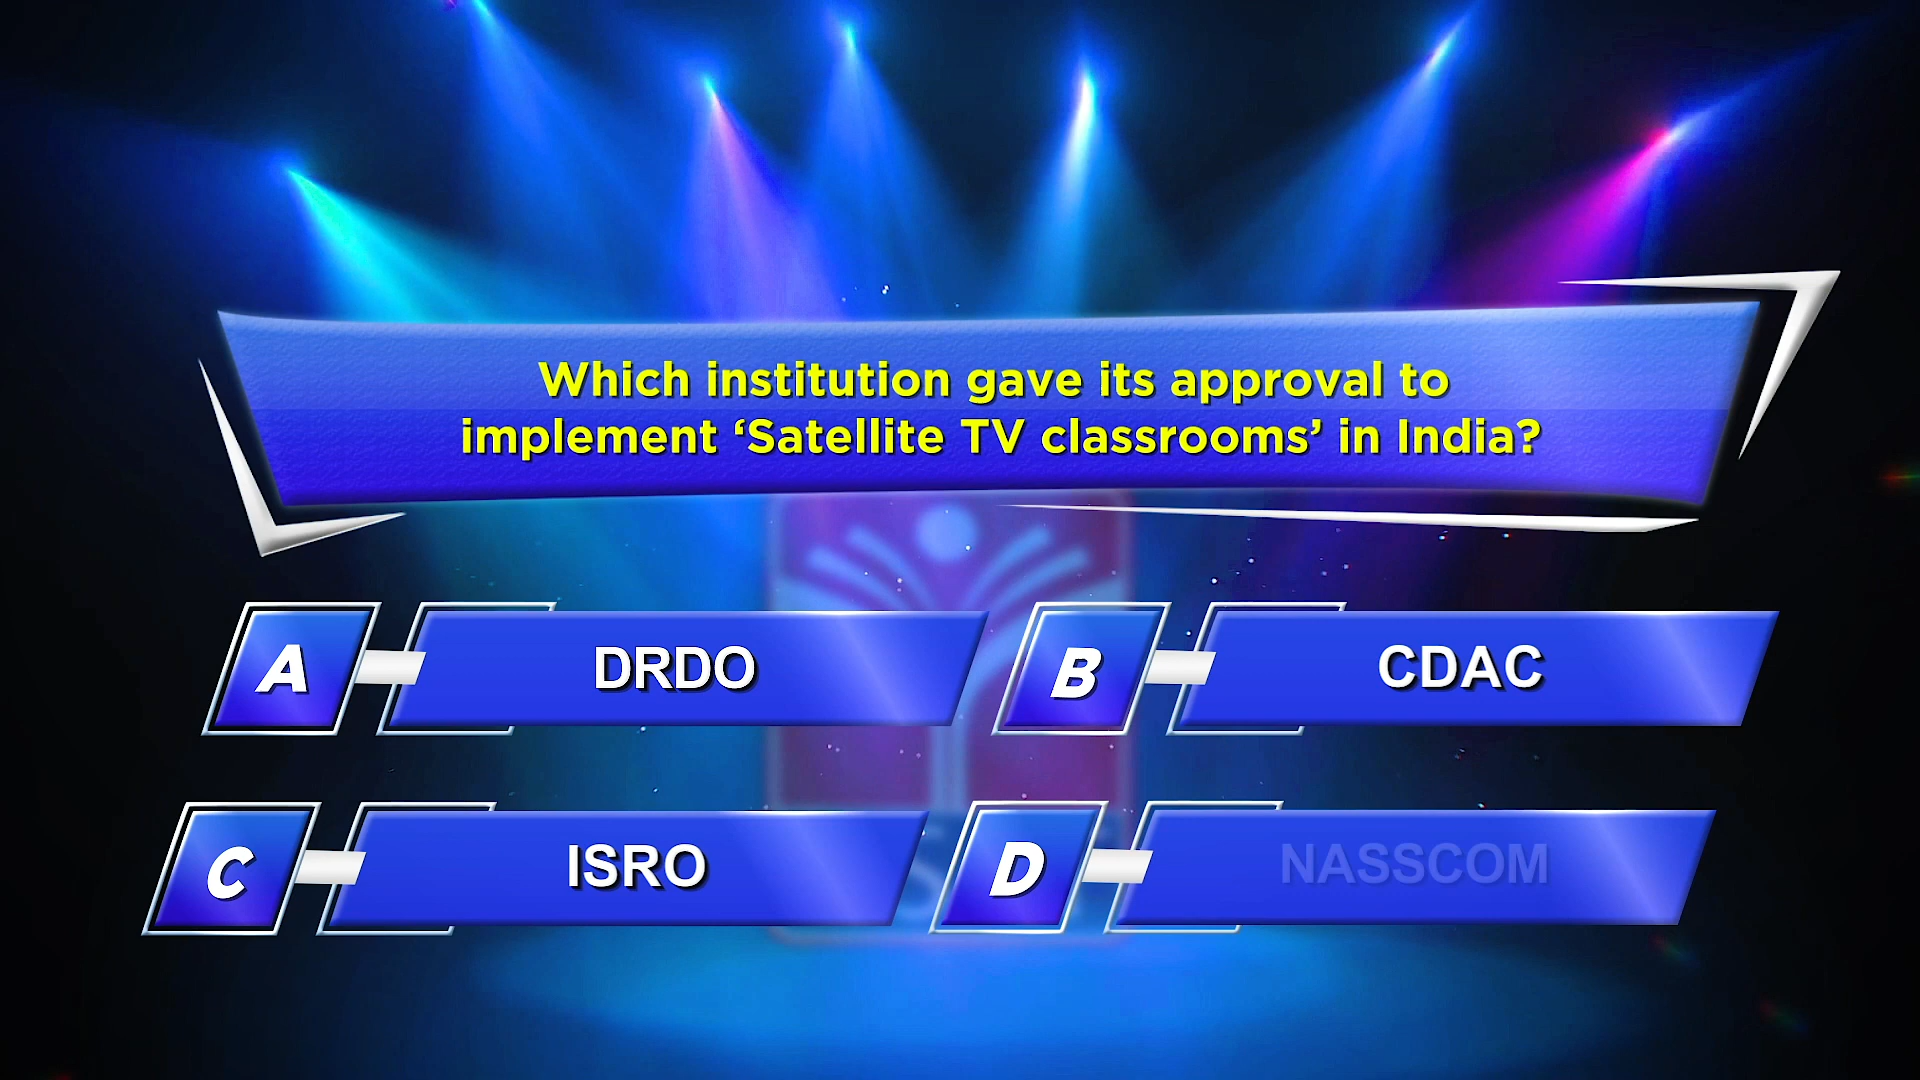 Which institution gave its approval to
implement ‘Satellite TV classrooms’ in India?
A DRDO
B CDAC
C ISRO
D NASSCOM